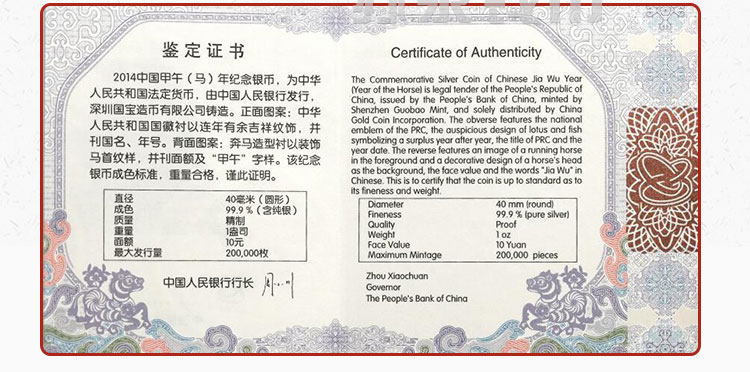 鉴定证书
2014中国甲午（马）年纪念银币，为中华
人民共和国法定货币，由中国人民银行发行，
深圳国宝造币有限公司铸造。正面图案：中华
人民共和国国徽衬以连年有余吉祥纹饰，并
刊国名、年号。背面图案：奔马造型衬以装饰
马首纹样，并刊面额及“甲午”字样。该纪念
银币成色标准，重量合格，谨此证明。
直径 40毫米（圆形）
成色 99.9％（含纯银）
质量 精制
重量 1盎司
面额 10元
最大发行量 200,000枚
中国人民银行行长
Certificate of Authenticity
The Commemorative Silver Coin of Chinese Jia Wu Year
(Year of the Horse) is legal tender of the People's Republic of
China, issued by the People's Bank of China, minted by
Shenzhen Guobao Mint, and solely distributed by China
Gold Coin Incorporation. The obverse features the national
emblem of the PRC, the auspicious design of lotus and fish
symbolizing a surplus year after year, the title of PRC and the
year date. The reverse features an image of a running horse
in the foreground and a decorative design of a horse's head
as the background, the face value and the words "Jia Wu" in
Chinese. This is to certify that the coin is up to standard as to
its fineness and weight.
Diameter 40 mm (round)
Fineness 99.9 % (pure silver)
Quality Proof
Weight 1 oz
Face Value 10 Yuan
Maximum Mintage 200,000 pieces
Zhou Xiaochuan
Governor
The People's Bank of China